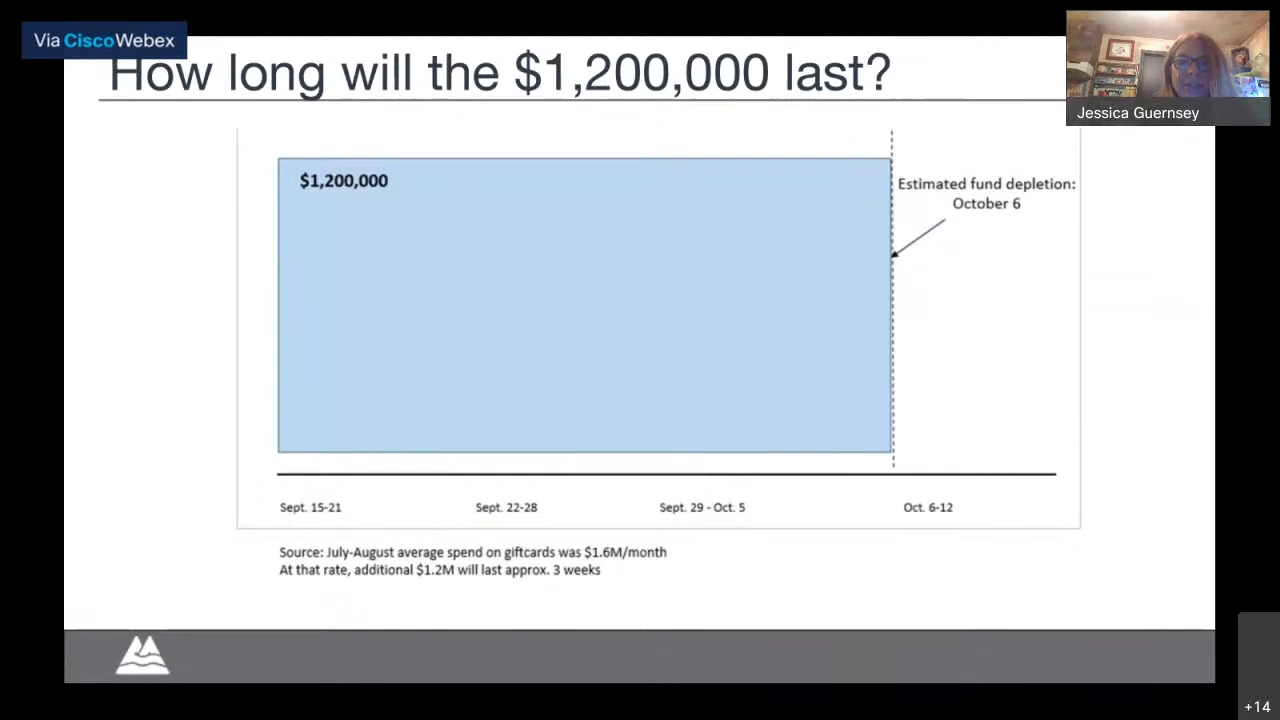 Via CiscoWebex
How long will the $1,200,000 last?
Jessica Guernsey
$1,200,000
Estimated fund depletion:
October 6
Sept. 15-21
Sept. 22-28
Sept. 29 - Oct. 5
Oct. 6-12
Source: July-August average spend on giftcards was $1.6M/month
At that rate, additional $1.2M will last approx. 3 weeks
+14